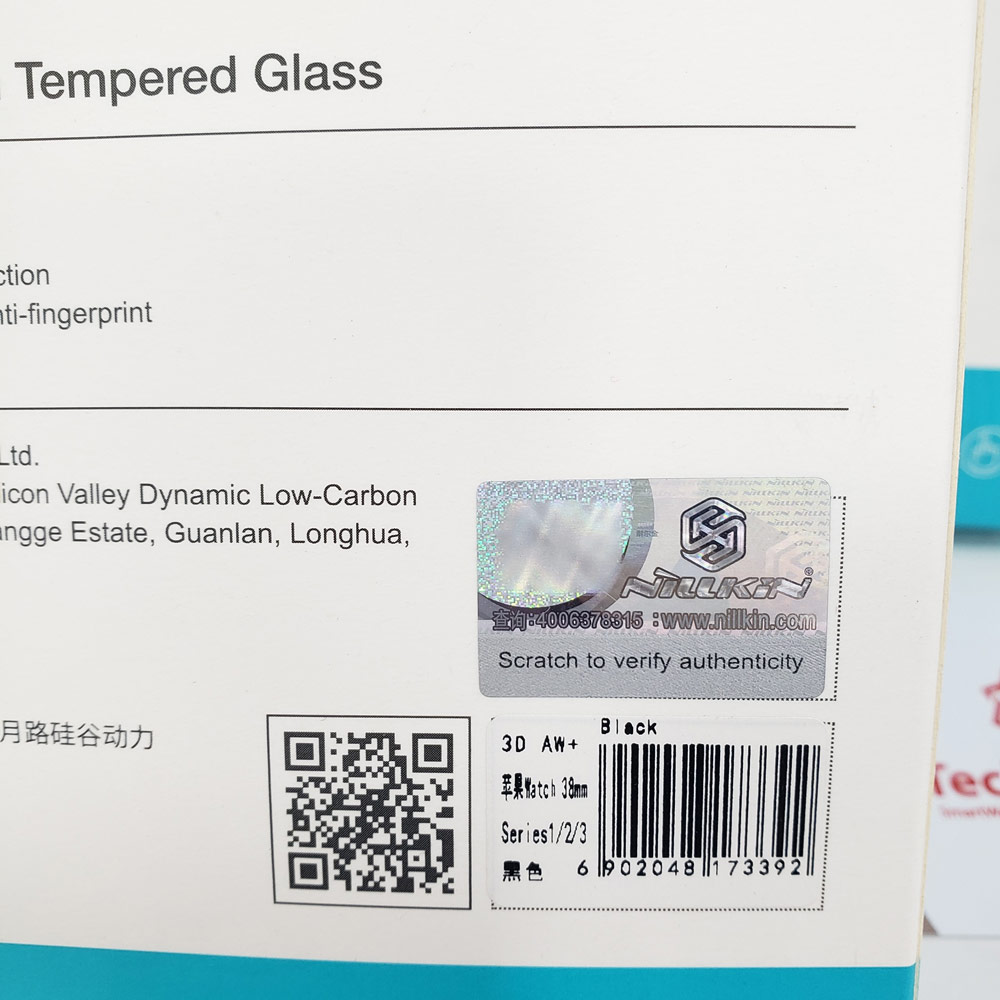 Tempered Glass
ction
nti-fingerprint
Ltd.
icon Valley Dynamic Low-Carbon
angge Estate, Guanlan, Longhua,
NILLKIN®
查询:4006378315 :www.nillkin.com
Scratch to verify authenticity
月路硅谷动力
Black
3D AW+
苹果Watch 38mm
Series1/2/3
黑色
6 902048 173392
Tec